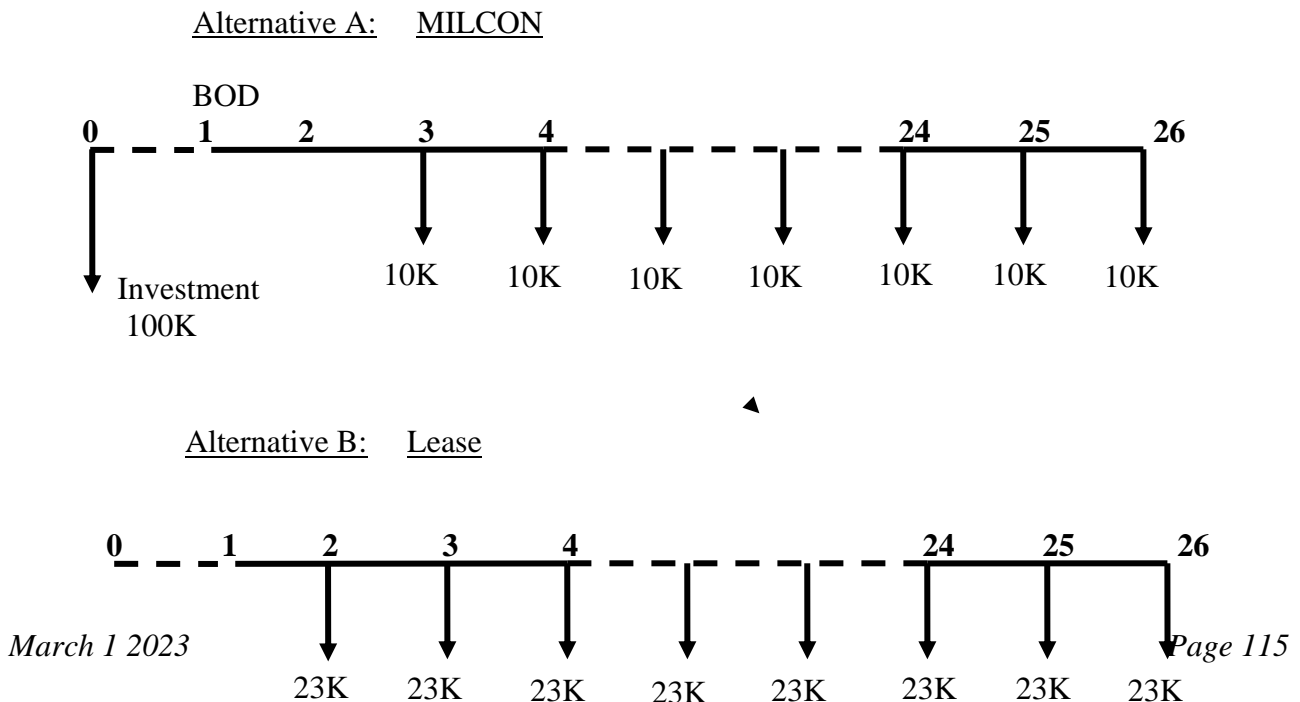 Alternative A: MILCON
BOD
0 1 2 3 4 24 25 26
10K 10K 10K 10K 10K 10K 10K
Investment
100K
Alternative B: Lease
0 1 2 3 4 24 25 26
March 1 2023 Page 115
23K 23K 23K 23K 23K 23K 23K 23K